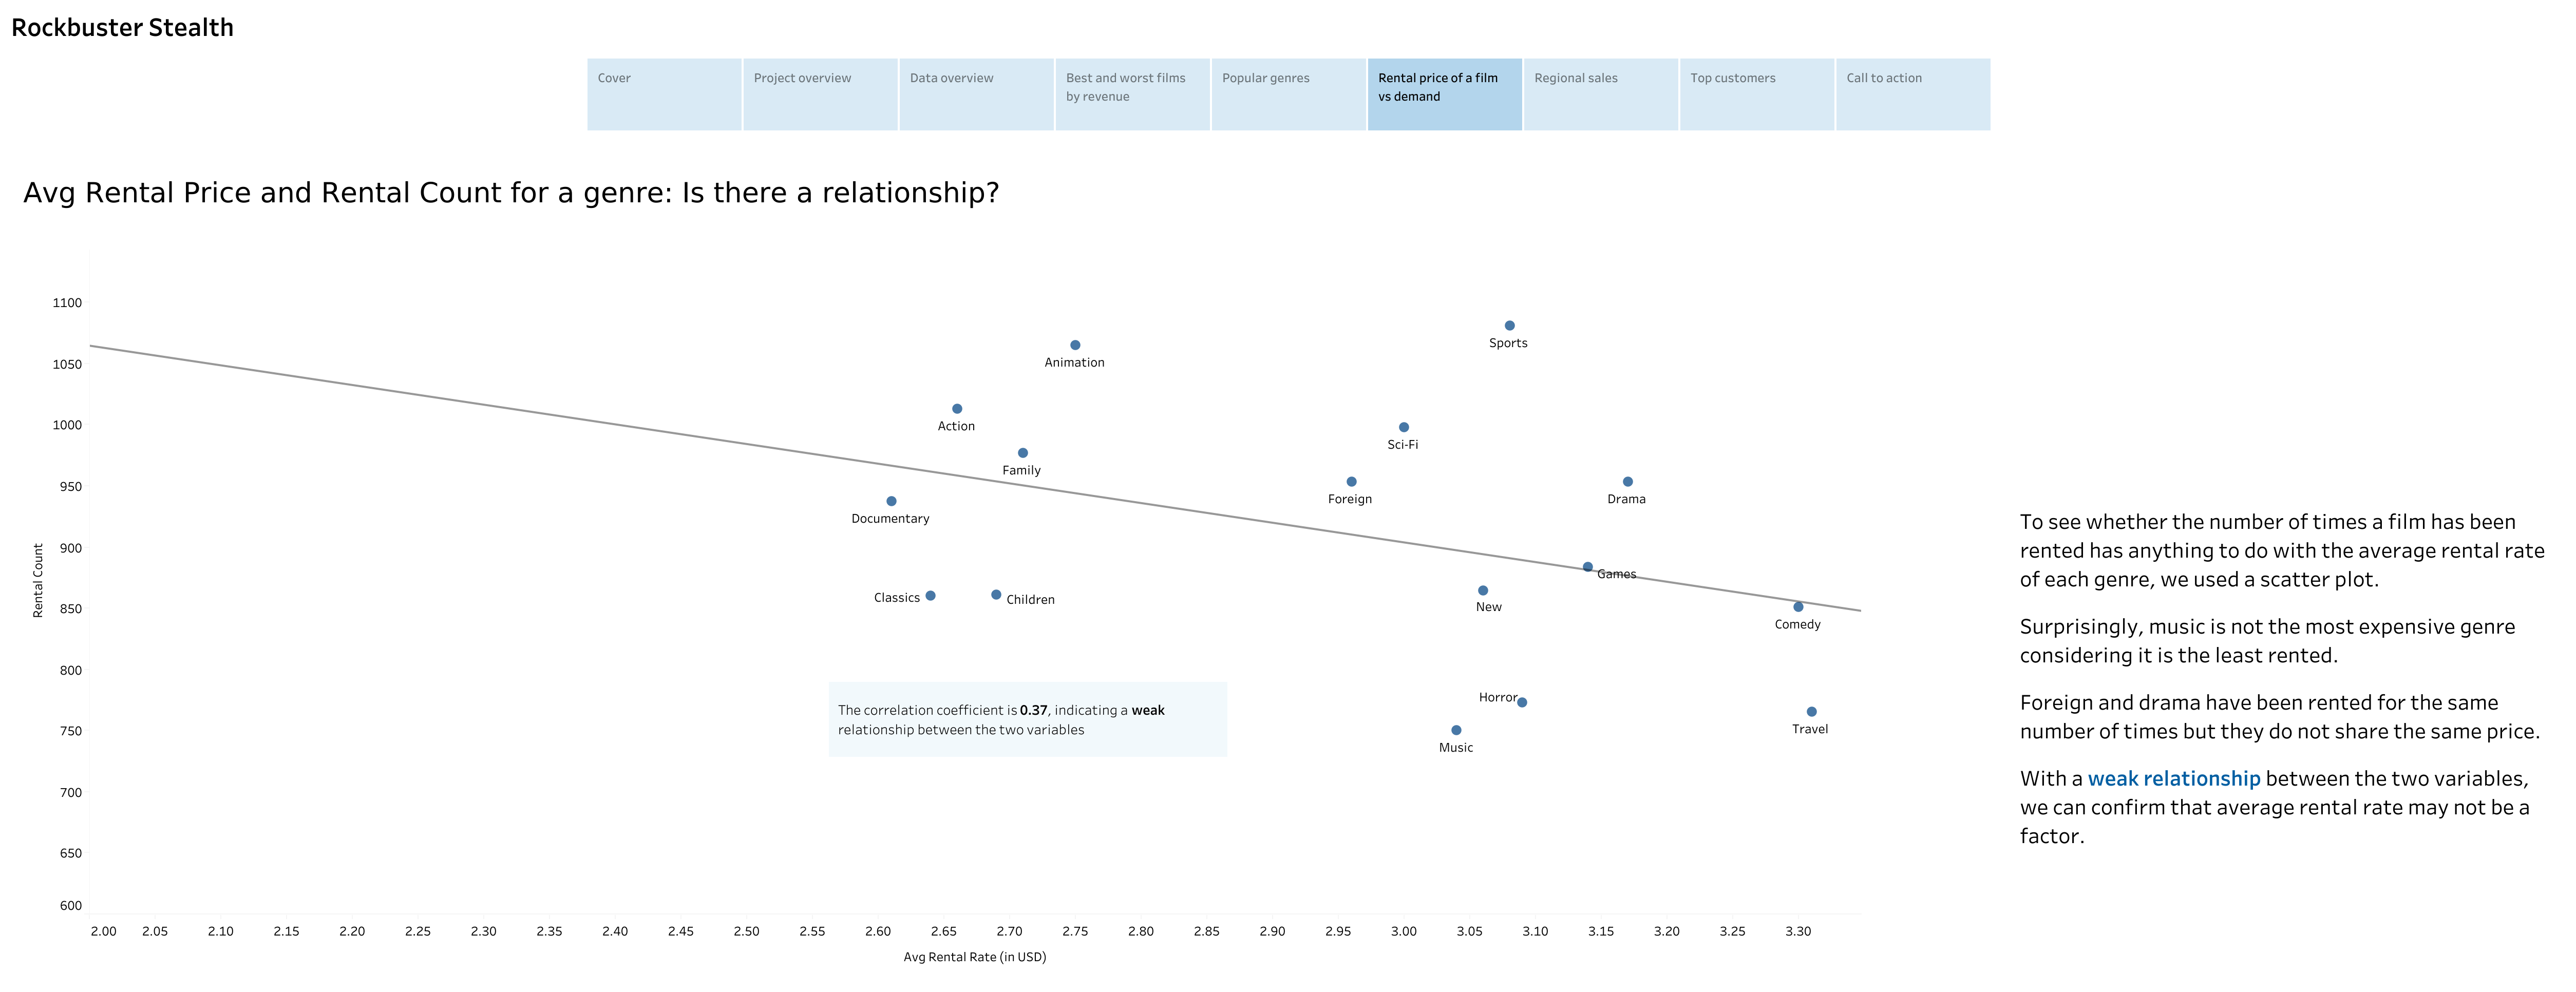 Rockbuster Stealth
Cover
Project overview
Data overview
Best and worst films
by revenue
Popular genres
Rental price of a film
vs demand
Regional sales
Top customers
Call to action
Avg Rental Price and Rental Count for a genre: Is there a relationship?
Rental Count
1100
1050
1000
950
900
850
800
750
700
650
600
Sports
Animation
Action
Sci-Fi
Family
Foreign
Drama
Documentary
Games
Classics
Children
New
Comedy
Horror
Travel
Music
The correlation coefficient is 0.37, indicating a weak
relationship between the two variables
2.00 2.05 2.10 2.15 2.20 2.25 2.30 2.35 2.40 2.45 2.50 2.55 2.60 2.65 2.70 2.75 2.80 2.85 2.90 2.95 3.00 3.05 3.10 3.15 3.20 3.25 3.30
Avg Rental Rate (in USD)
To see whether the number of times a film has been
rented has anything to do with the average rental rate
of each genre, we used a scatter plot.
Surprisingly, music is not the most expensive genre
considering it is the least rented.
Foreign and drama have been rented for the same
number of times but they do not share the same price.
With a weak relationship between the two variables,
we can confirm that average rental rate may not be a
factor.